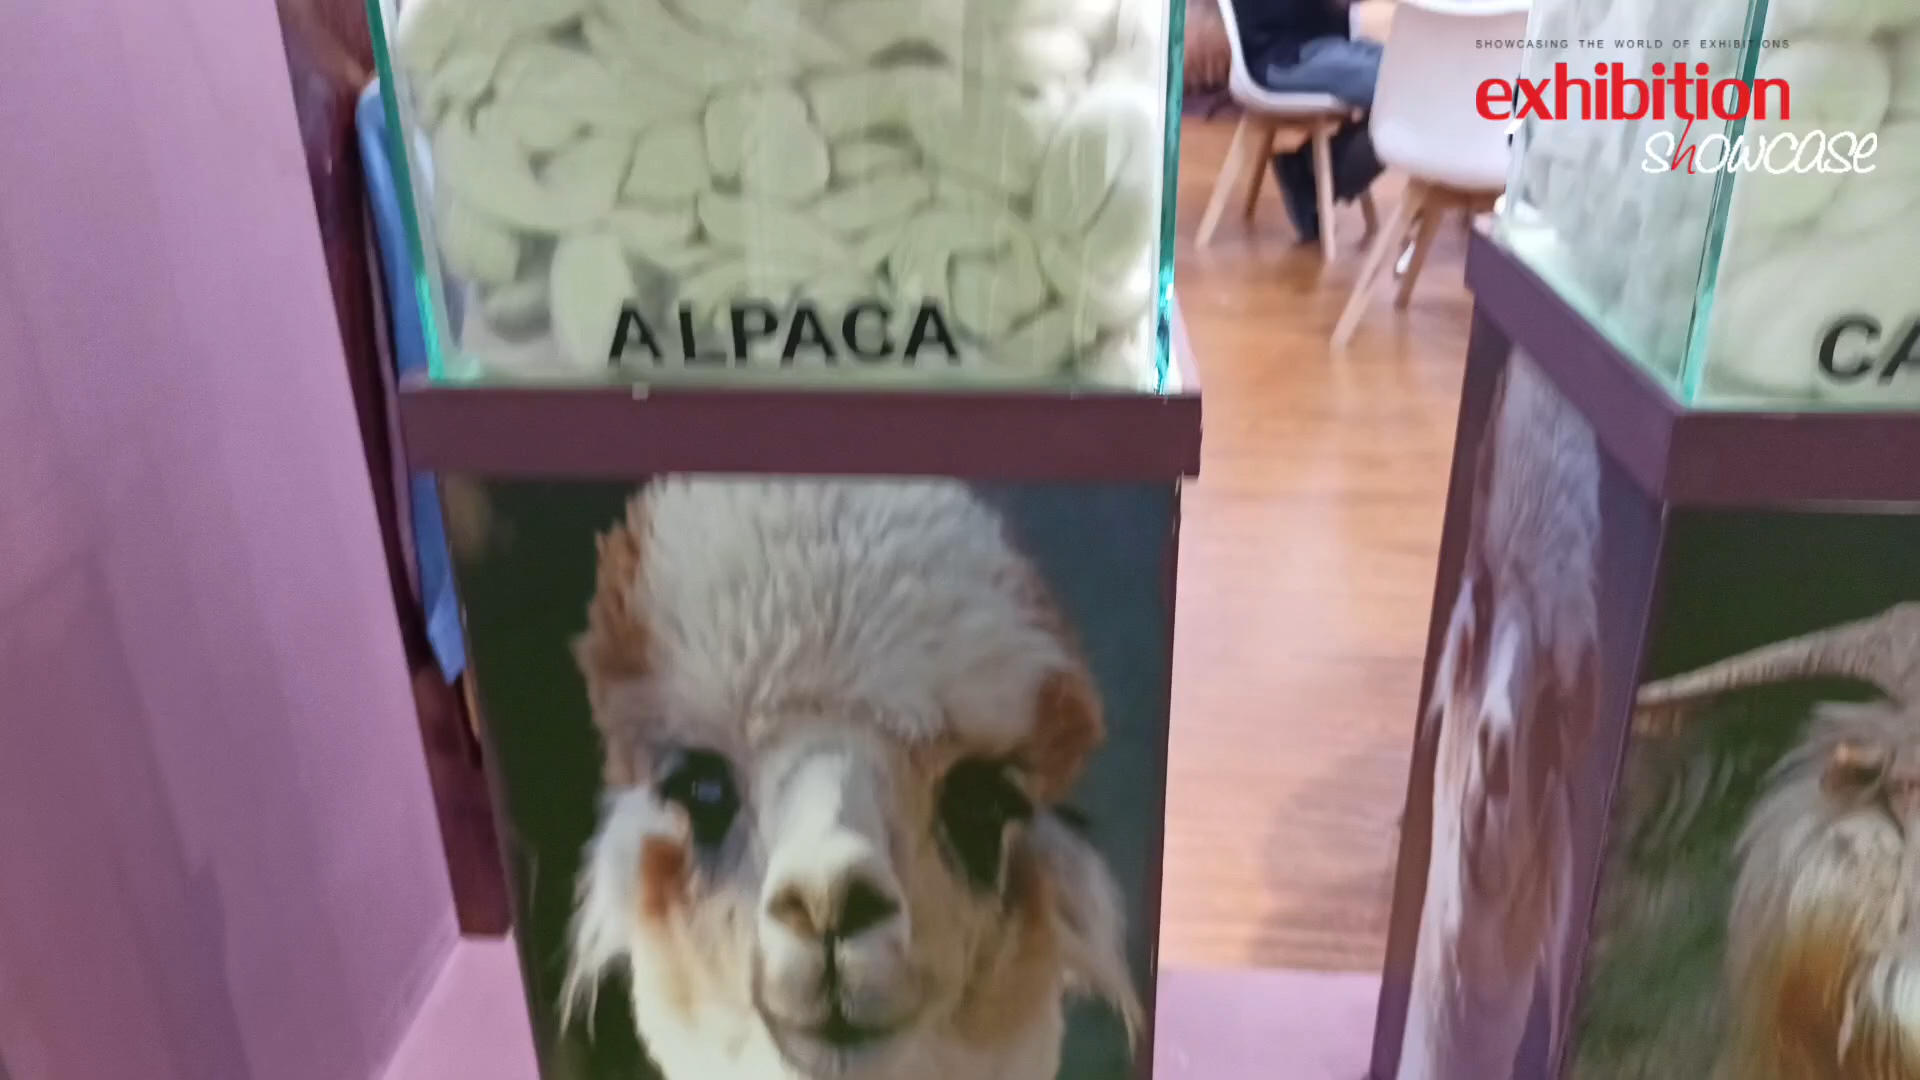 SHOWCASING THE WORLD OF EXHIBITIONS
exhibition
showcase
ALPACA
CA